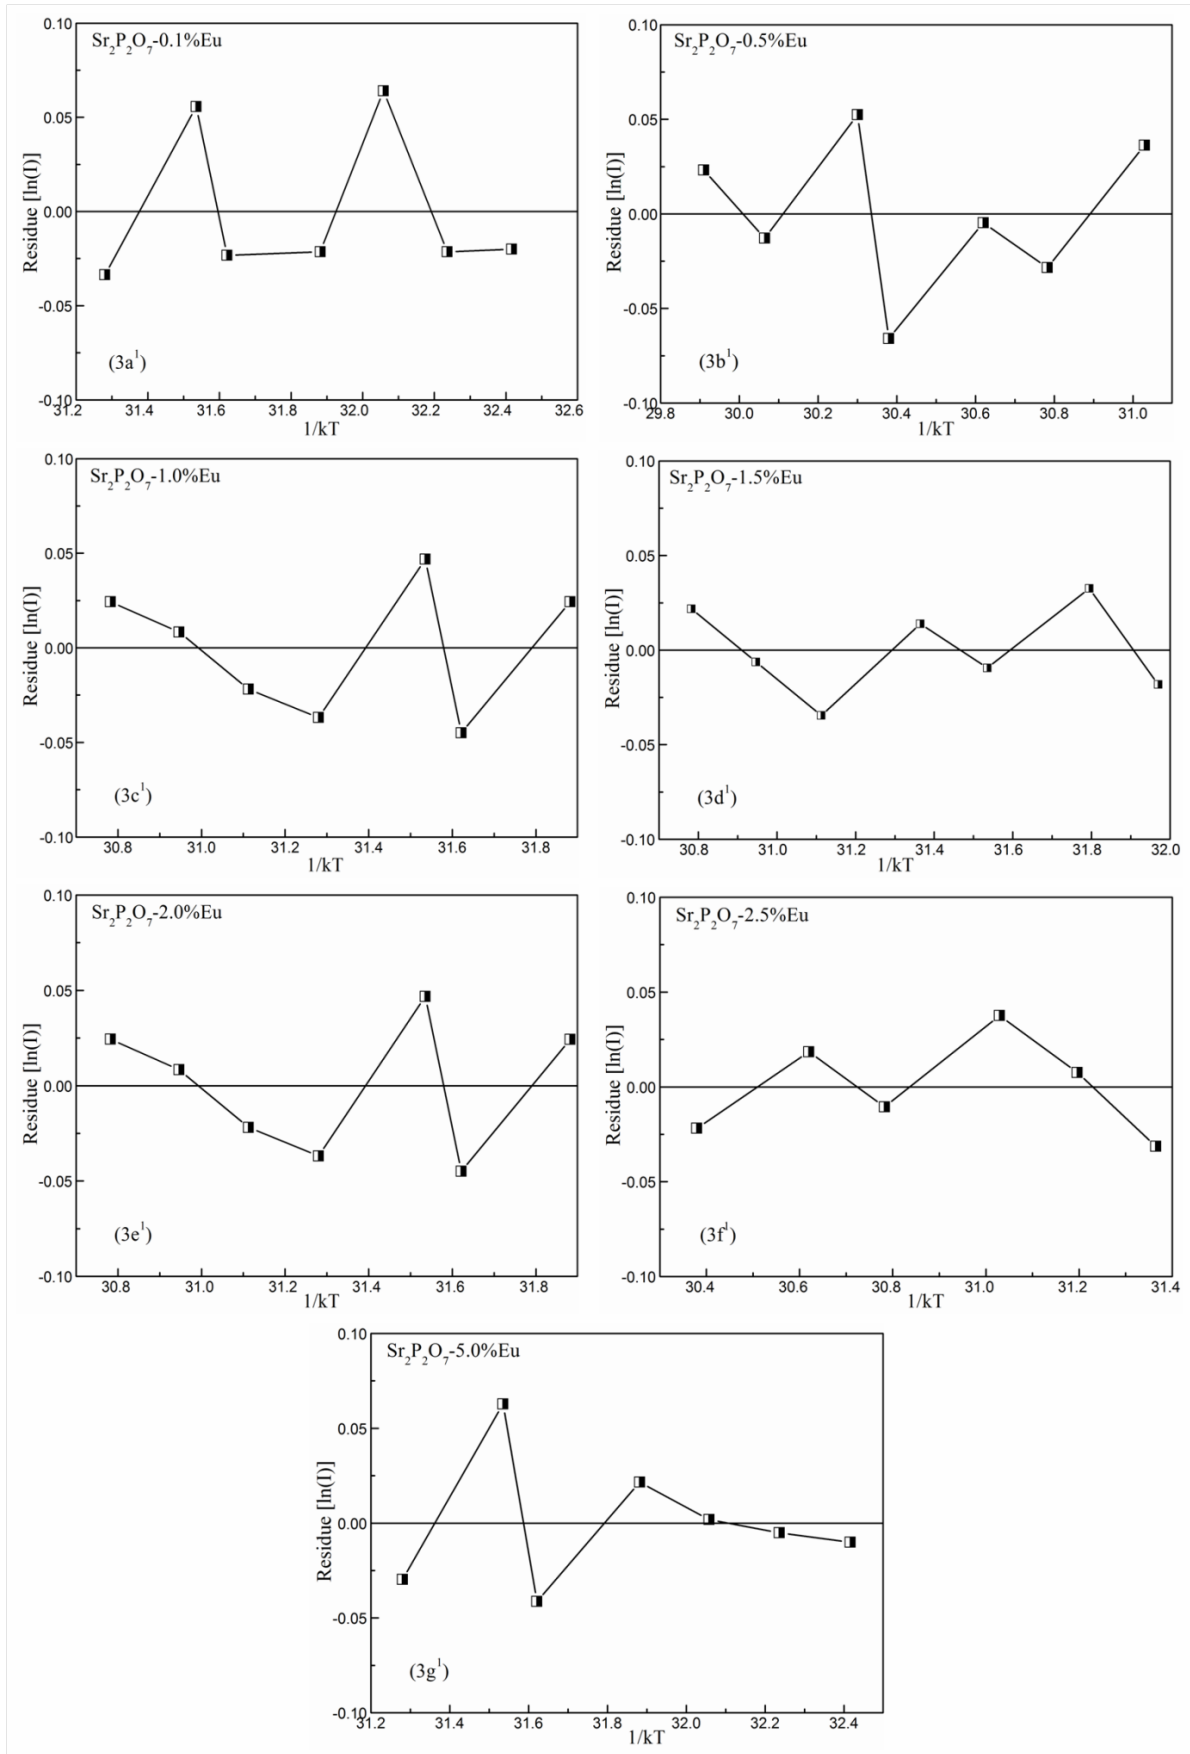 Sr₂P₂O₇-0.1%Eu
0.10
0.05
0.00
-0.05
-0.10
Residue [ln(I)]
(3a¹)
31.2 31.4 31.6 31.8 32.0 32.2 32.4 32.6
1/kT
Sr₂P₂O₇-0.5%Eu
0.10
0.05
0.00
-0.05
-0.10
Residue [ln(I)]
(3b¹)
29.8 30.0 30.2 30.4 30.6 30.8 31.0
1/kT
Sr₂P₂O₇-1.0%Eu
0.10
0.05
0.00
-0.05
-0.10
Residue [ln(I)]
(3c¹)
30.8 31.0 31.2 31.4 31.6 31.8
1/kT
Sr₂P₂O₇-1.5%Eu
0.10
0.05
0.00
-0.05
-0.10
Residue [ln(I)]
(3d¹)
30.8 31.0 31.2 31.4 31.6 31.8 32.0
1/kT
Sr₂P₂O₇-2.0%Eu
0.10
0.05
0.00
-0.05
-0.10
Residue [ln(I)]
(3e¹)
30.8 31.0 31.2 31.4 31.6 31.8
1/kT
Sr₂P₂O₇-2.5%Eu
0.10
0.05
0.00
-0.05
-0.10
Residue [ln(I)]
(3f¹)
30.4 30.6 30.8 31.0 31.2 31.4
1/kT
Sr₂P₂O₇-5.0%Eu
0.10
0.05
0.00
-0.05
-0.10
Residue [ln(I)]
(3g¹)
31.2 31.4 31.6 31.8 32.0 32.2 32.4
1/kT